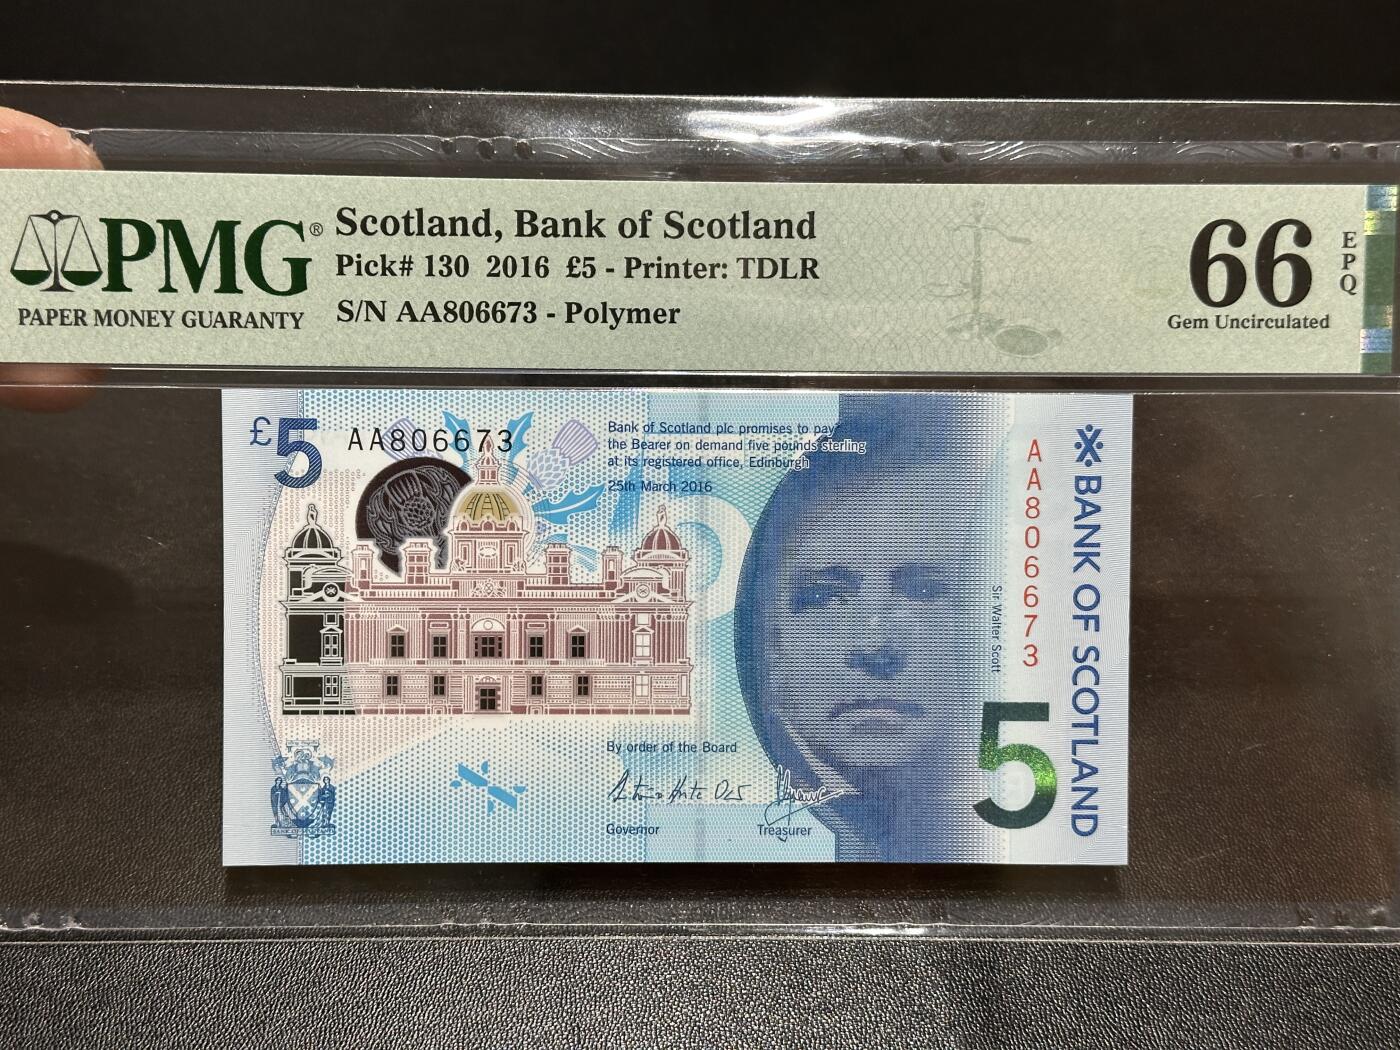 PMG®
PAPER MONEY GUARANTY
Scotland, Bank of Scotland
Pick# 130 2016 £5 - Printer: TDLR
S/N AA806673 - Polymer
66
EPQ
Gem Uncirculated
£5
AA806673
Bank of Scotland plc promises to pay
the Bearer on demand five pounds sterling
at its registered office, Edinburgh
25th March 2016
By order of the Board
Governor
Treasurer
Sir Walter Scott
AA806673
BANK OF SCOTLAND
5